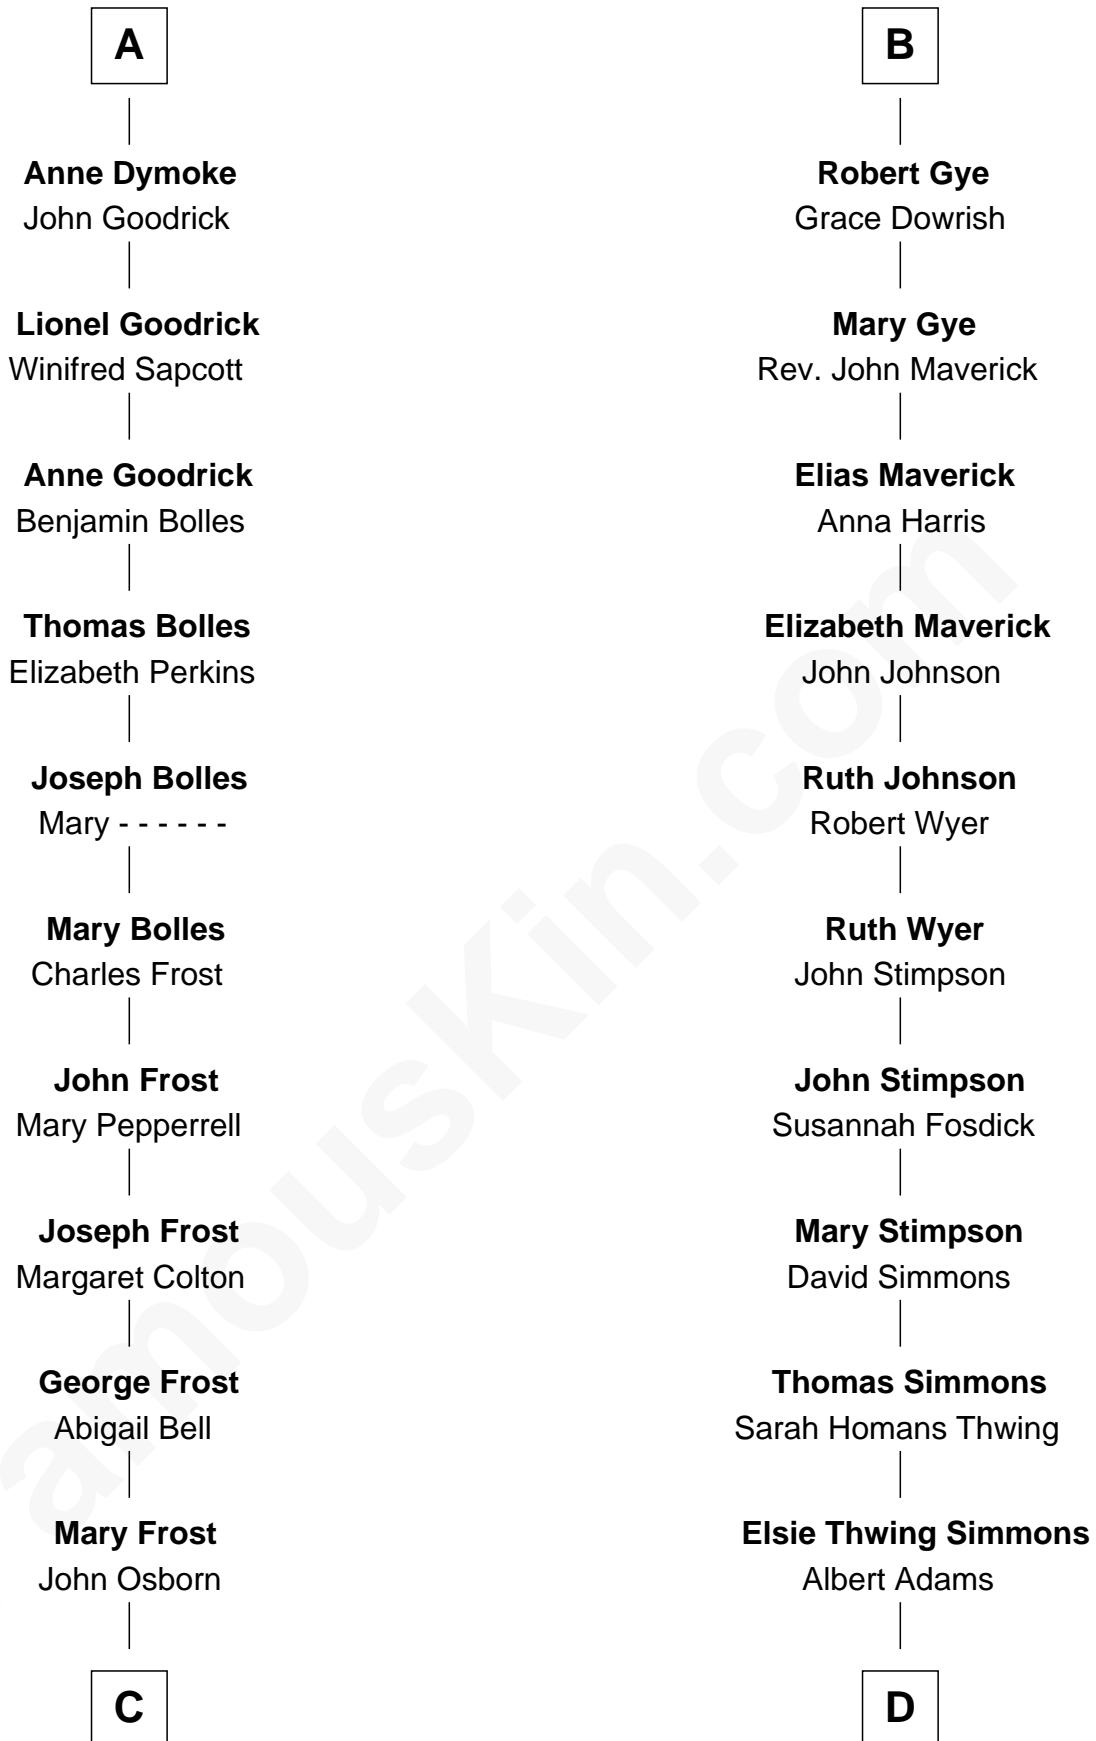 A
Anne Dymoke
John Goodrick
Lionel Goodrick
Winifred Sapcott
Anne Goodrick
Benjamin Bolles
Thomas Bolles
Elizabeth Perkins
Joseph Bolles
Mary - - - - - -
Mary Bolles
Charles Frost
John Frost
Mary Pepperrell
Joseph Frost
Margaret Colton
George Frost
Abigail Bell
Mary Frost
John Osborn
C
B
Robert Gye
Grace Dowrish
Mary Gye
Rev. John Maverick
Elias Maverick
Anna Harris
Elizabeth Maverick
John Johnson
Ruth Johnson
Robert Wyer
Ruth Wyer
John Stimpson
John Stimpson
Susannah Fosdick
Mary Stimpson
David Simmons
Thomas Simmons
Sarah Homans Thwing
Elsie Thwing Simmons
Albert Adams
D
amouskin.com